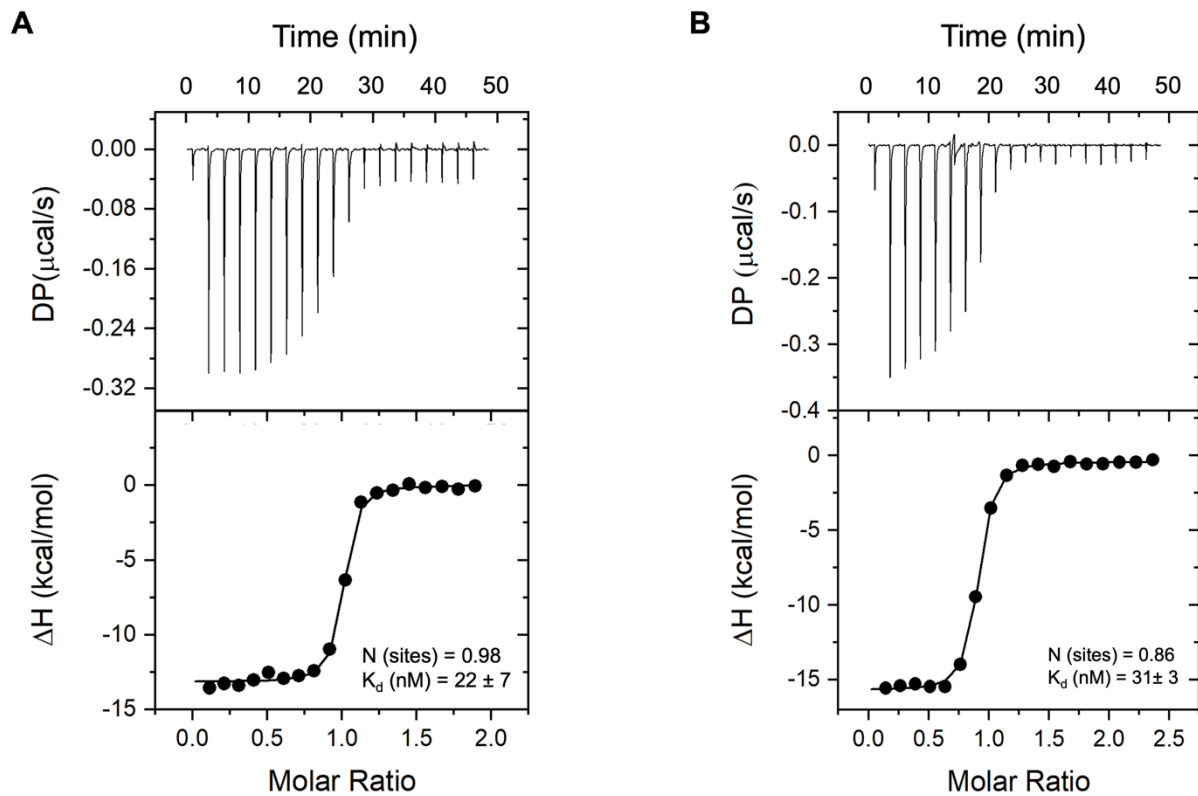 A
Time (min)
0 10 20 30 40 50
0.00
-0.08
-0.16
-0.24
-0.32
DP(μcal/s)
0
-5
-10
-15
ΔH (kcal/mol)
N (sites) = 0.98
Kd (nM) = 22 ± 7
0.0 0.5 1.0 1.5 2.0
Molar Ratio
B
Time (min)
0 10 20 30 40 50
0.0
-0.1
-0.2
-0.3
-0.4
DP (μcal/s)
0
-5
-10
-15
ΔH (kcal/mol)
N (sites) = 0.86
Kd (nM) = 31± 3
0.0 0.5 1.0 1.5 2.0 2.5
Molar Ratio